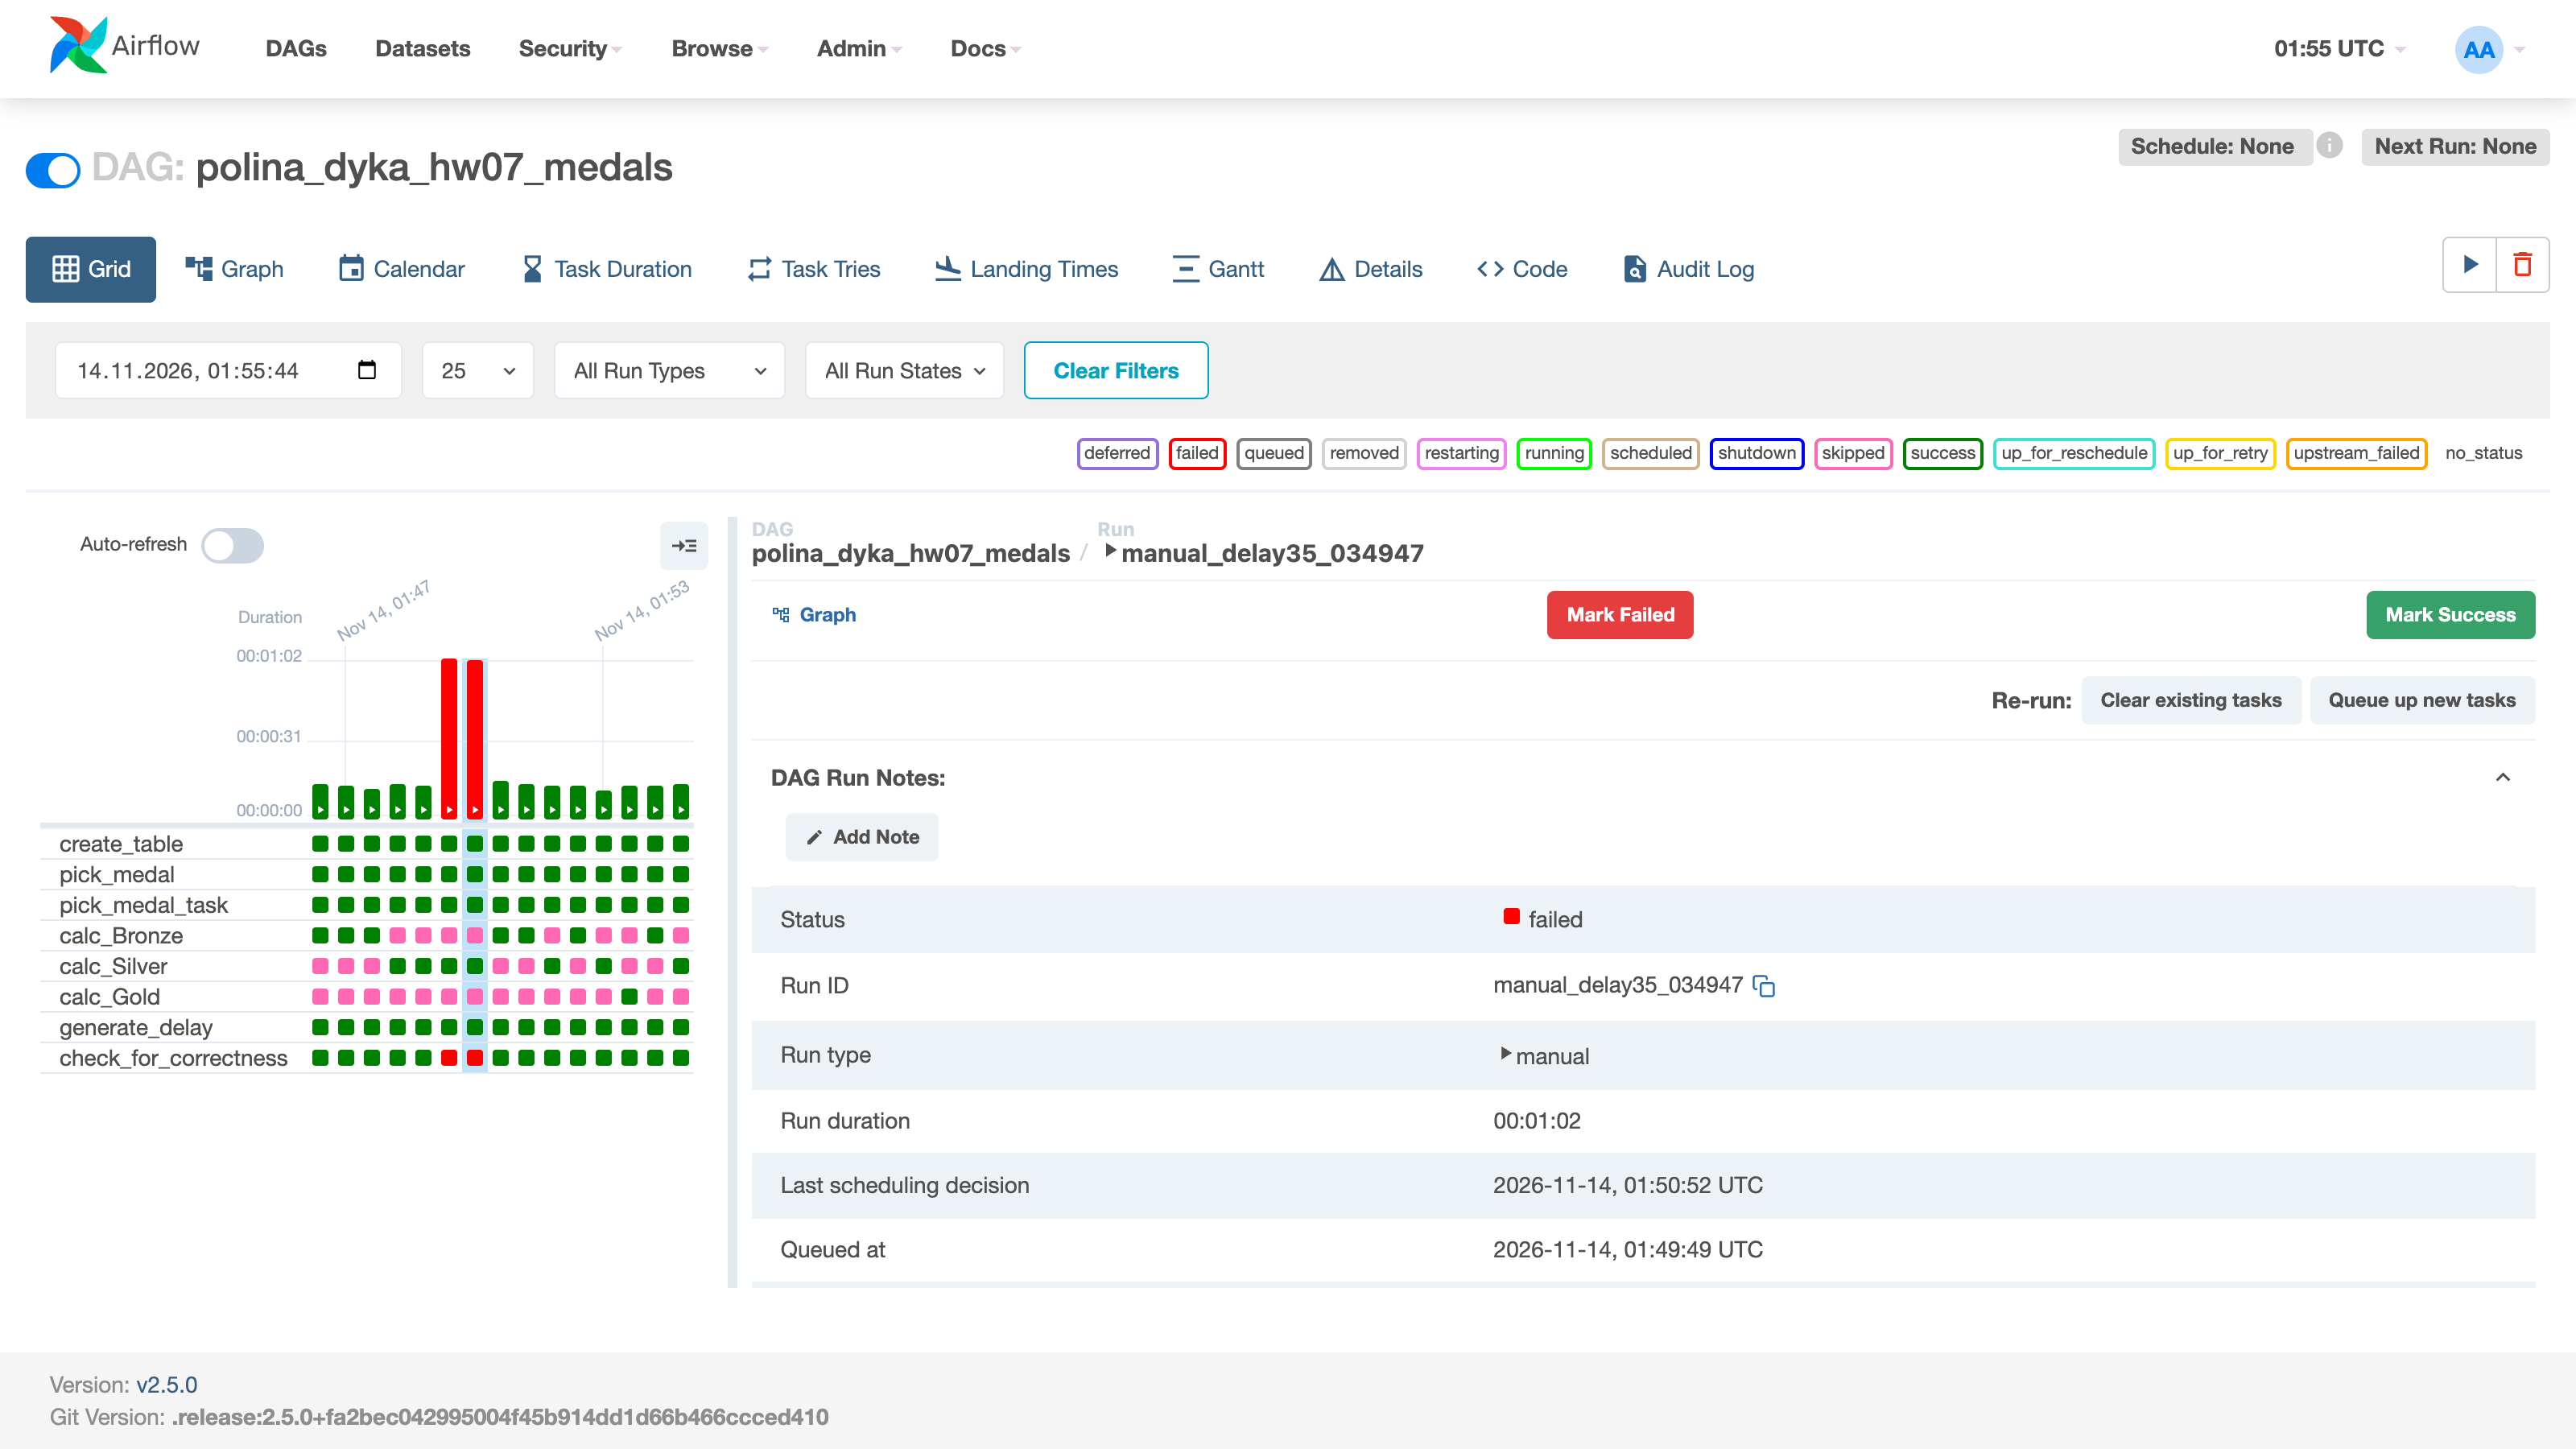 Airflow DAGs Datasets Security Browse Admin Docs 01:55 UTC AA
Schedule: None i Next Run: None
DAG: polina_dyka_hw07_medals
Grid Graph Calendar Task Duration Task Tries Landing Times Gantt Details Code Audit Log
14.11.2026, 01:55:44 25 All Run Types All Run States Clear Filters
deferred failed queued removed restarting running scheduled shutdown skipped success up_for_reschedule up_for_retry upstream_failed no_status
Auto-refresh
Nov 14, 01:47
Nov 14, 01:53
Duration
00:01:02
00:00:31
00:00:00
create_table
pick_medal
pick_medal_task
calc_Bronze
calc_Silver
calc_Gold
generate_delay
check_for_correctness
DAG Run
polina_dyka_hw07_medals / manual_delay35_034947
Graph Mark Failed Mark Success
Re-run: Clear existing tasks Queue up new tasks
DAG Run Notes:
Add Note
Status failed
Run ID manual_delay35_034947
Run type manual
Run duration 00:01:02
Last scheduling decision 2026-11-14, 01:50:52 UTC
Queued at 2026-11-14, 01:49:49 UTC
Version: v2.5.0
Git Version: .release:2.5.0+fa2bec042995004f45b914dd1d66b466ccced410